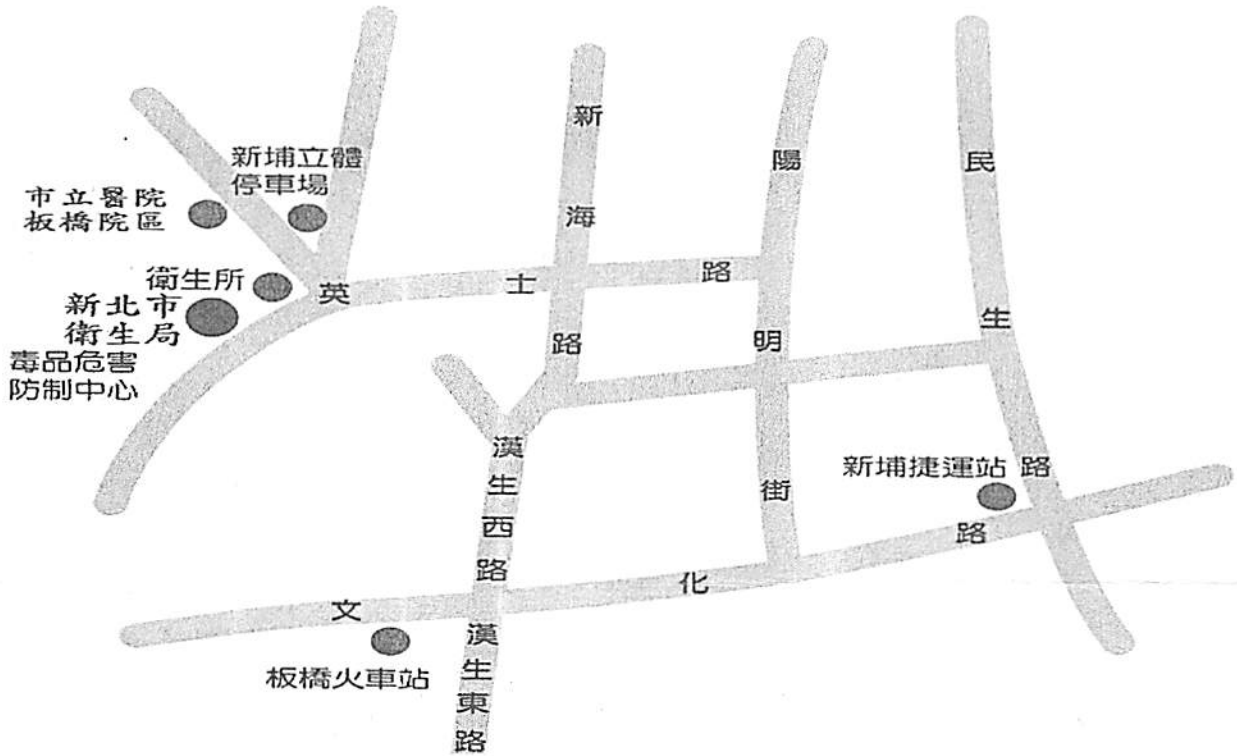 新埔立體
停車場
市立醫院
板橋院區
衛生所
新北市
衛生局
毒品危害
防制中心
英士路
新海路
陽明街
民生路
漢生西路
新埔捷運站
文化路
漢生東路
板橋火車站